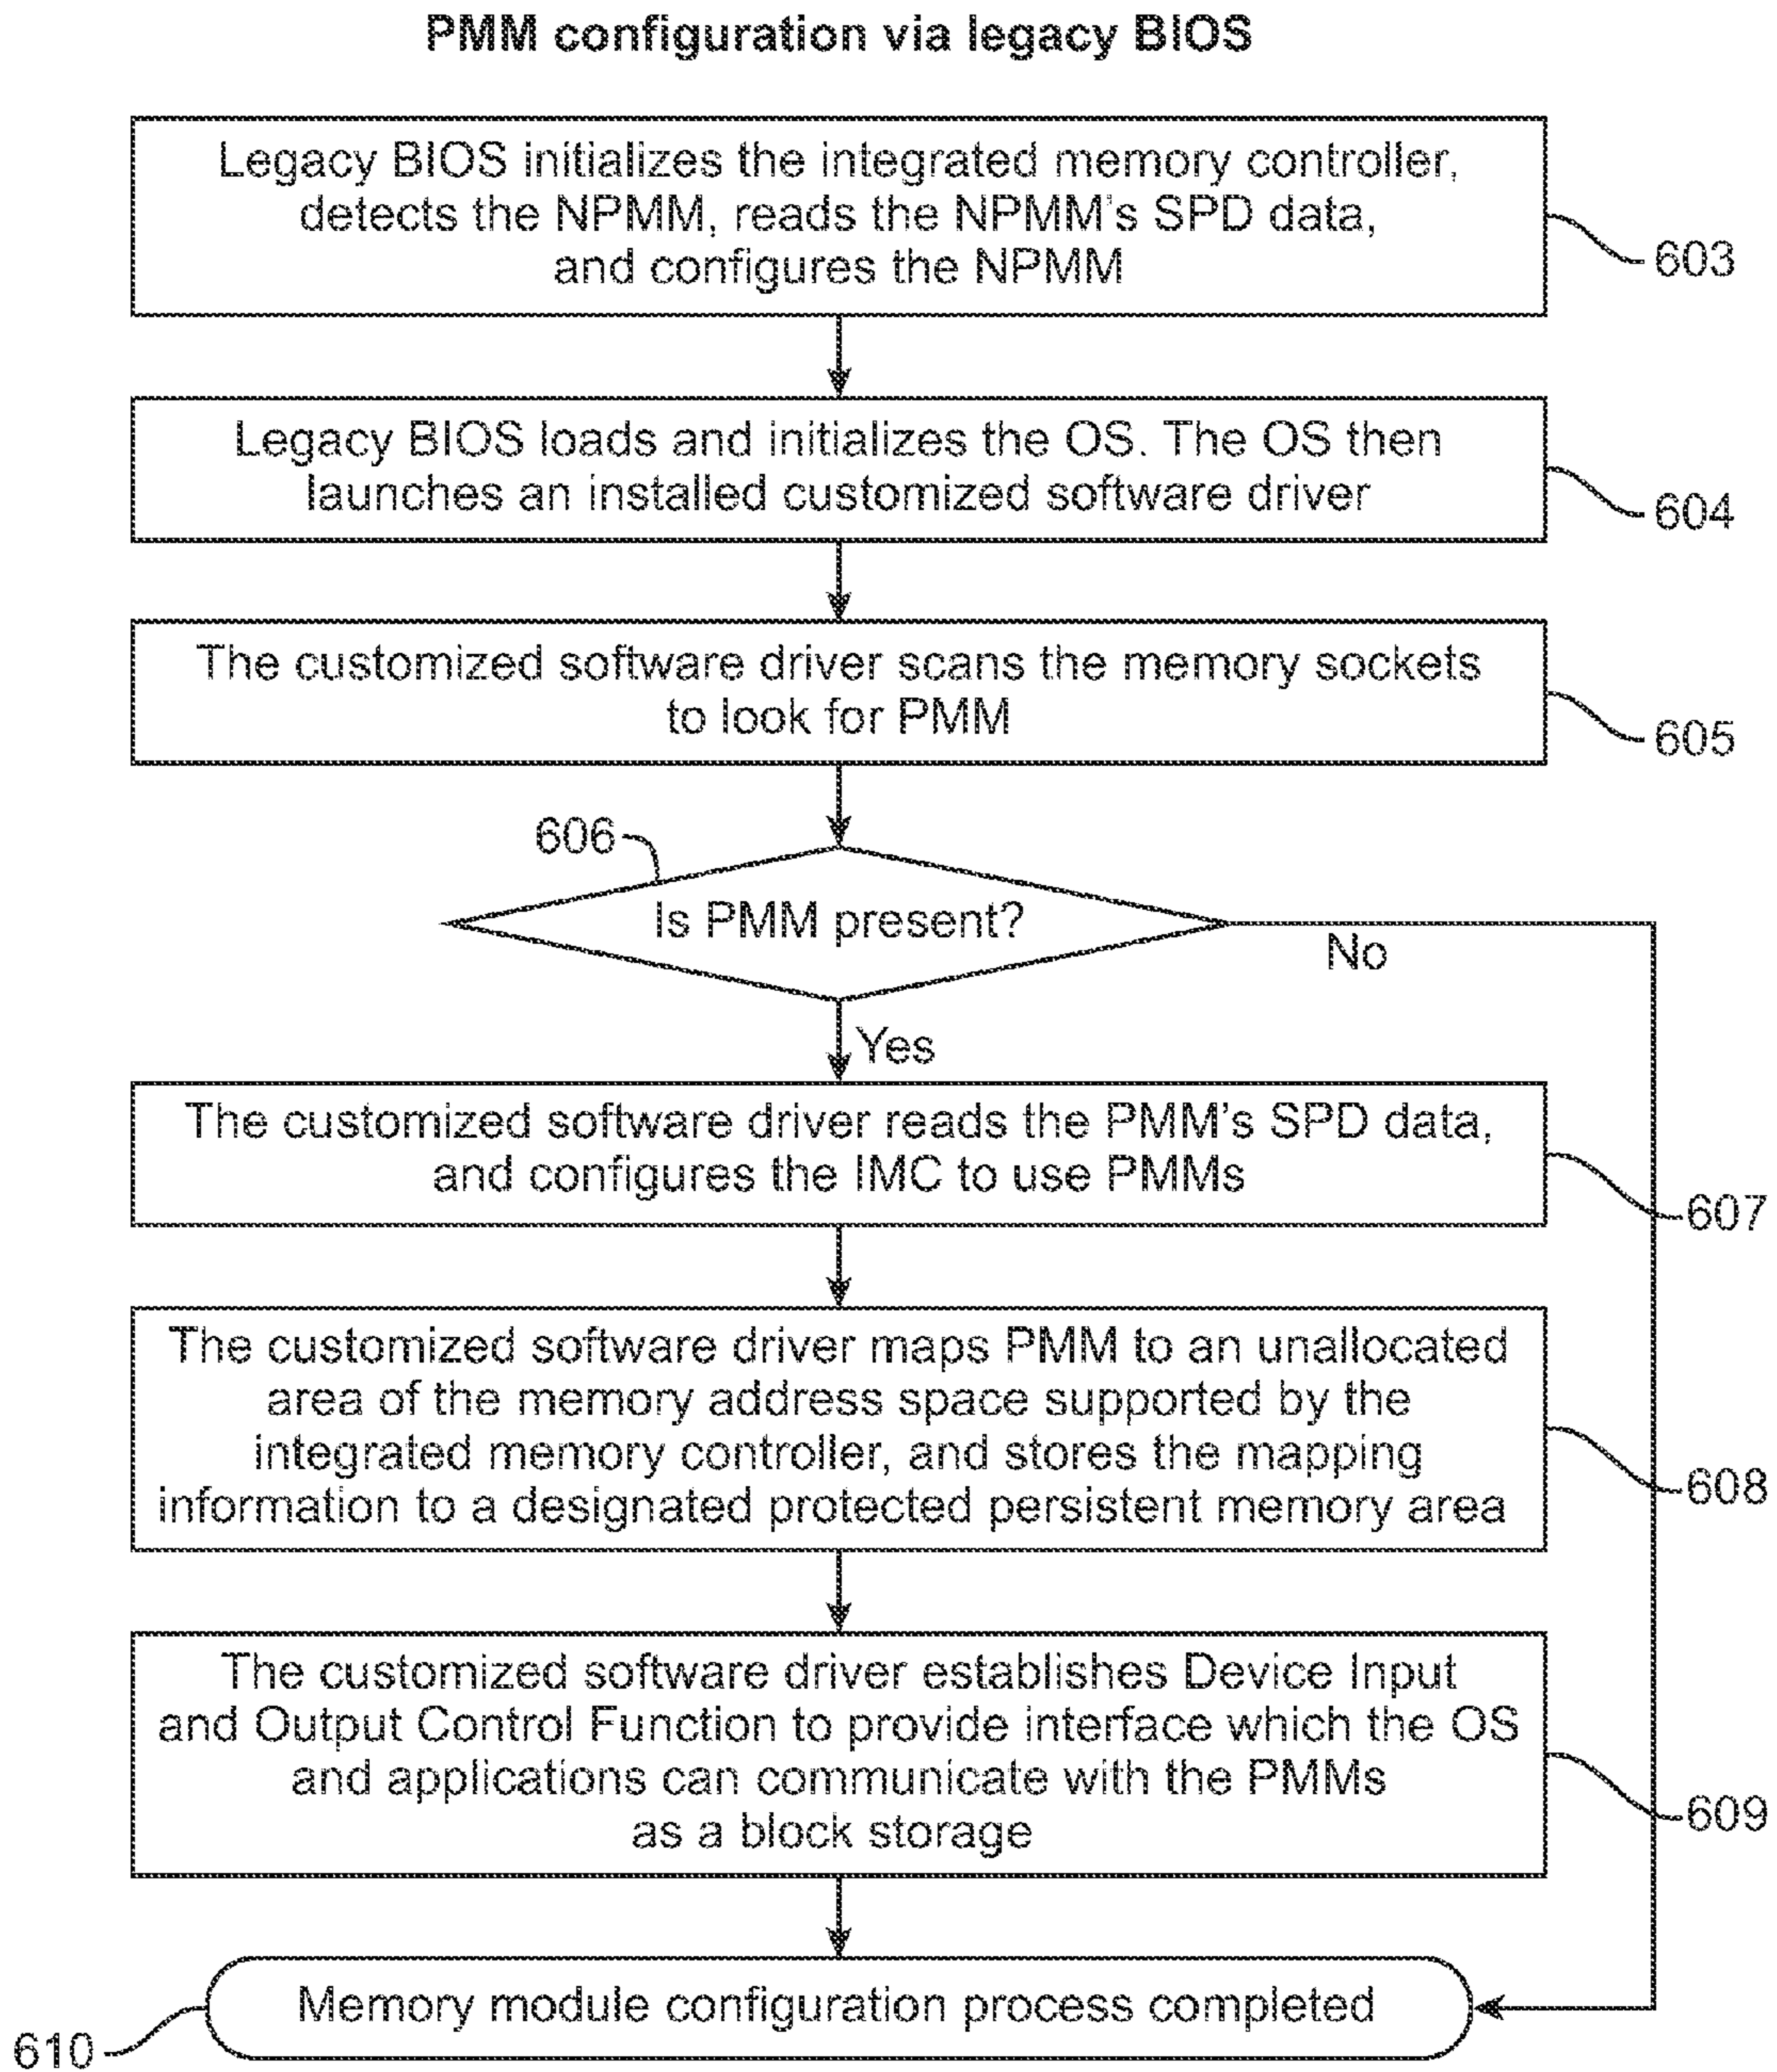 PMM configuration via legacy BIOS
Legacy BIOS initializes the integrated memory controller,
detects the NPMM, reads the NPMM's SPD data,
and configures the NPMM
603
Legacy BIOS loads and initializes the OS. The OS then
launches an installed customized software driver
604
The customized software driver scans the memory sockets
to look for PMM
605
606
Is PMM present?
No
Yes
The customized software driver reads the PMM's SPD data,
and configures the IMC to use PMMs
607
The customized software driver maps PMM to an unallocated
area of the memory address space supported by the
integrated memory controller, and stores the mapping
information to a designated protected persistent memory area
608
The customized software driver establishes Device Input
and Output Control Function to provide interface which the OS
and applications can communicate with the PMMs
as a block storage
609
Memory module configuration process completed
610